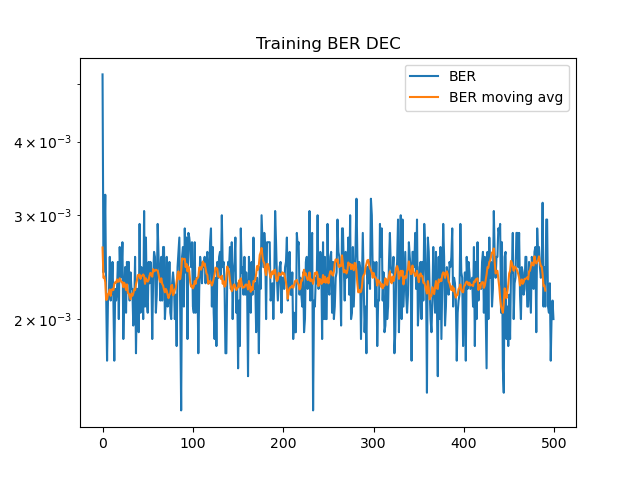 Training BER DEC
BER
BER moving avg
4 × 10⁻³
3 × 10⁻³
2 × 10⁻³
0 100 200 300 400 500